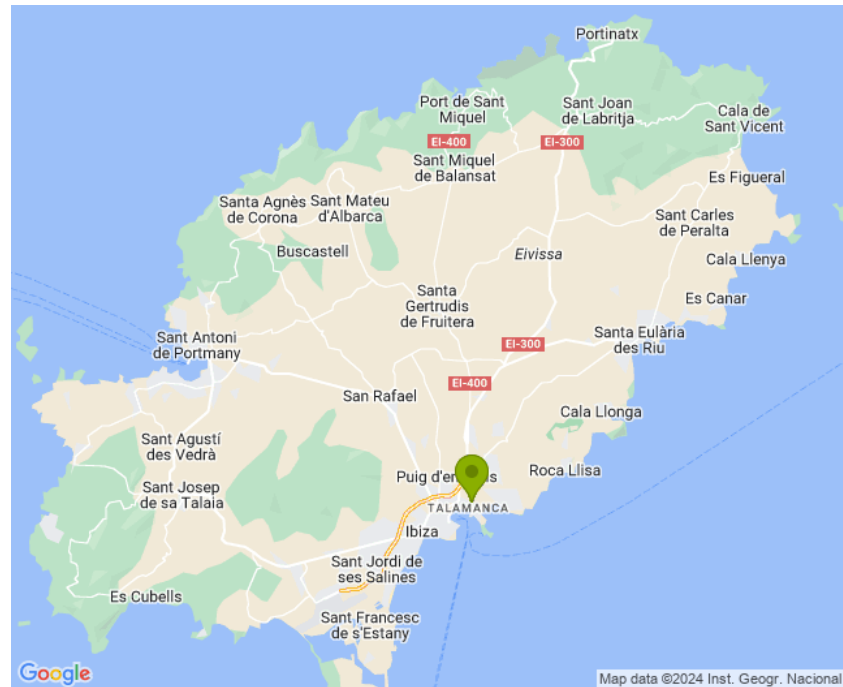 Portinatx
Port de Sant
Miquel
Sant Joan
de Labritja
Cala de
Sant Vicent
EI-400
EI-300
Sant Miquel
de Balansat
Es Figueral
Santa Agnès
de Corona
Sant Mateu
d'Albarca
Sant Carles
de Peralta
Buscastell
Eivissa
Cala Llenya
Santa
Gertrudis
de Fruitera
Es Canar
Sant Antoni
de Portmany
Santa Eulària
des Riu
EI-300
EI-400
San Rafael
Cala Llonga
Sant Agustí
des Vedrà
Puig d'en
Roca Llisa
Sant Josep
de sa Talaia
TALAMANCA
Ibiza
Sant Jordi de
ses Salines
Es Cubells
Sant Francesc
de s'Estany
Google
Map data ©2024 Inst. Geogr. Nacional